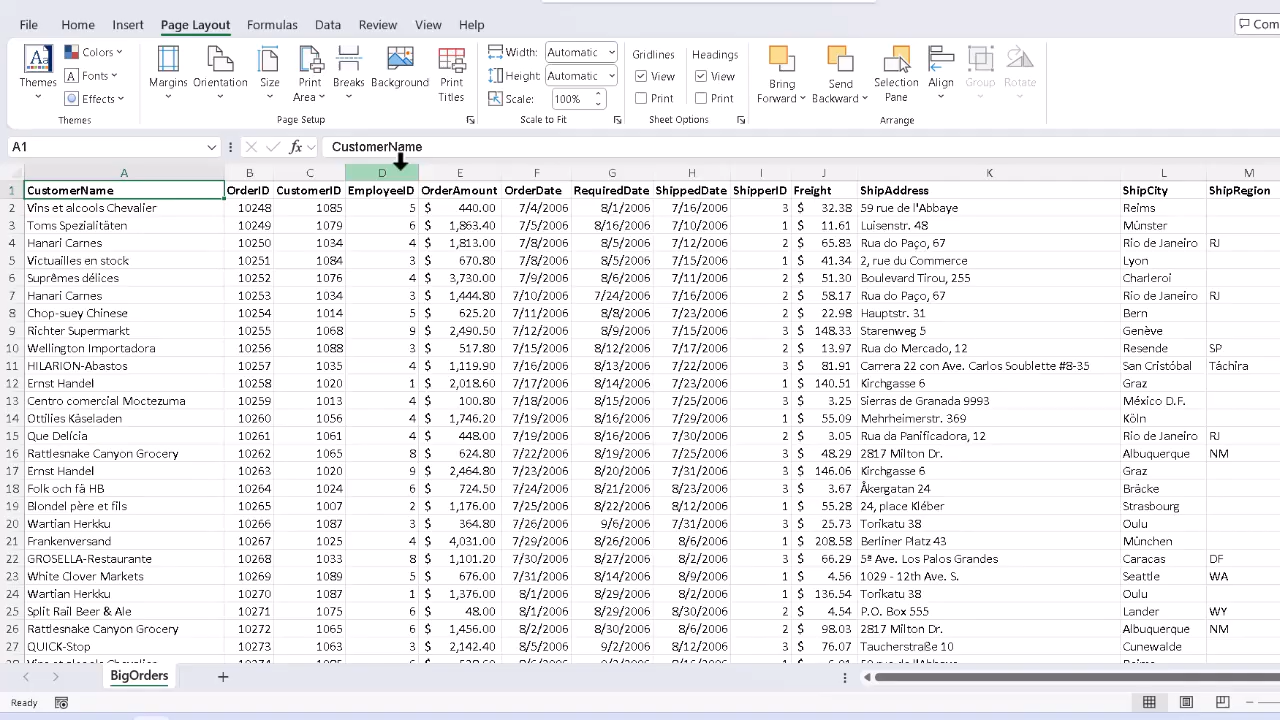 File Home Insert Page Layout Formulas Data Review View Help
Colors Width: Automatic Gridlines Headings
Themes Fonts Margins Orientation Size Print Area Breaks Background Print Titles Height: Automatic View View Bring Forward Send Backward Selection Pane Align Group Rotate
Effects Scale: 100% Print Print
Themes Page Setup Scale to Fit Sheet Options Arrange
A1 fx CustomerName
A B C D E F G H I J K L M
1 CustomerName OrderID CustomerID EmployeeID OrderAmount OrderDate RequiredDate ShippedDate ShipperID Freight ShipAddress ShipCity ShipRegion
2 Vins et alcools Chevalier 10248 1085 5 $ 440.00 7/4/2006 8/1/2006 7/16/2006 3 $ 32.38 59 rue de l'Abbaye Reims
3 Toms Spezialitäten 10249 1079 6 $ 1,863.40 7/5/2006 8/16/2006 7/10/2006 1 $ 11.61 Luisenstr. 48 Münster
4 Hanari Carnes 10250 1034 4 $ 1,813.00 7/8/2006 8/5/2006 7/12/2006 2 $ 65.83 Rua do Paço, 67 Rio de Janeiro RJ
5 Victuailles en stock 10251 1084 3 $ 670.80 7/8/2006 8/5/2006 7/15/2006 1 $ 41.34 2, rue du Commerce Lyon
6 Suprêmes délices 10252 1076 4 $ 3,730.00 7/9/2006 8/6/2006 7/11/2006 2 $ 51.30 Boulevard Tirou, 255 Charleroi
7 Hanari Carnes 10253 1034 3 $ 1,444.80 7/10/2006 7/24/2006 7/16/2006 2 $ 58.17 Rua do Paço, 67 Rio de Janeiro RJ
8 Chop-suey Chinese 10254 1014 5 $ 625.20 7/11/2006 8/8/2006 7/23/2006 2 $ 22.98 Hauptstr. 31 Bern
9 Richter Supermarkt 10255 1068 9 $ 2,490.50 7/12/2006 8/9/2006 7/15/2006 3 $ 148.33 Starenweg 5 Genève
10 Wellington Importadora 10256 1088 3 $ 517.80 7/15/2006 8/12/2006 7/17/2006 2 $ 13.97 Rua do Mercado, 12 Resende SP
11 HILARION-Abastos 10257 1035 4 $ 1,119.90 7/16/2006 8/13/2006 7/22/2006 3 $ 81.91 Carrera 22 con Ave. Carlos Soublette #8-35 San Cristóbal Táchira
12 Ernst Handel 10258 1020 1 $ 2,018.60 7/17/2006 8/14/2006 7/23/2006 1 $ 140.51 Kirchgasse 6 Graz
13 Centro comercial Moctezuma 10259 1013 4 $ 100.80 7/18/2006 8/15/2006 7/25/2006 3 $ 3.25 Sierras de Granada 9993 México D.F.
14 Ottilies Käseladen 10260 1056 4 $ 1,746.20 7/19/2006 8/16/2006 7/29/2006 1 $ 55.09 Mehrheimerstr. 369 Köln
15 Que Delícia 10261 1061 4 $ 448.00 7/19/2006 8/16/2006 7/30/2006 2 $ 3.05 Rua da Panificadora, 12 Rio de Janeiro RJ
16 Rattlesnake Canyon Grocery 10262 1065 8 $ 624.80 7/22/2006 8/19/2006 7/25/2006 3 $ 48.29 2817 Milton Dr. Albuquerque NM
17 Ernst Handel 10263 1020 9 $ 2,464.80 7/23/2006 8/20/2006 7/31/2006 3 $ 146.06 Kirchgasse 6 Graz
18 Folk och fä HB 10264 1024 6 $ 724.50 7/24/2006 8/21/2006 8/23/2006 3 $ 3.67 Åkergatan 24 Bräcke
19 Blondel père et fils 10265 1007 2 $ 1,176.00 7/25/2006 8/22/2006 8/12/2006 1 $ 55.28 24, place Kléber Strasbourg
20 Wartian Herkku 10266 1087 3 $ 364.80 7/26/2006 9/6/2006 7/31/2006 3 $ 25.73 Torikatu 38 Oulu
21 Frankenversand 10267 1025 4 $ 4,031.00 7/29/2006 8/26/2006 8/6/2006 1 $ 208.58 Berliner Platz 43 München
22 GROSELLA-Restaurante 10268 1033 8 $ 1,101.20 7/30/2006 8/27/2006 8/2/2006 3 $ 66.29 5ª Ave. Los Palos Grandes Caracas DF
23 White Clover Markets 10269 1089 5 $ 676.00 7/31/2006 8/14/2006 8/9/2006 1 $ 4.56 1029 - 12th Ave. S. Seattle WA
24 Wartian Herkku 10270 1087 1 $ 1,376.00 8/1/2006 8/29/2006 8/2/2006 1 $ 136.54 Torikatu 38 Oulu
25 Split Rail Beer & Ale 10271 1075 6 $ 48.00 8/1/2006 8/29/2006 8/30/2006 2 $ 4.54 P.O. Box 555 Lander WY
26 Rattlesnake Canyon Grocery 10272 1065 6 $ 1,456.00 8/2/2006 8/30/2006 8/6/2006 2 $ 98.03 2817 Milton Dr. Albuquerque NM
27 QUICK-Stop 10273 1063 3 $ 2,142.40 8/5/2006 9/2/2006 8/12/2006 3 $ 76.07 Taucherstraße 10 Cunewalde
BigOrders
Ready